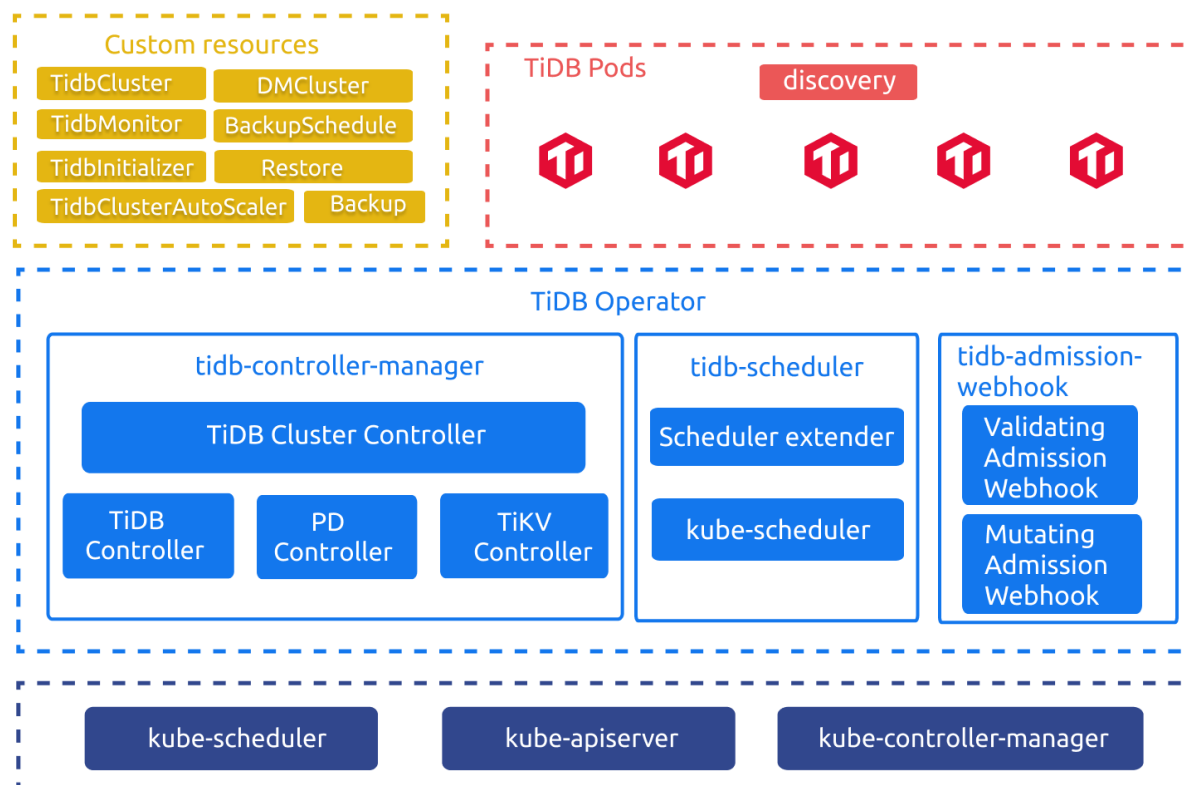 Custom resources
TidbCluster
DMCluster
TidbMonitor
BackupSchedule
TidbInitializer
Restore
TidbClusterAutoScaler
Backup
TiDB Pods
discovery
TiDB Operator
tidb-controller-manager
TiDB Cluster Controller
TiDB
Controller
PD
Controller
TiKV
Controller
tidb-scheduler
Scheduler extender
kube-scheduler
tidb-admission-
webhook
Validating
Admission
Webhook
Mutating
Admission
Webhook
kube-scheduler
kube-apiserver
kube-controller-manager